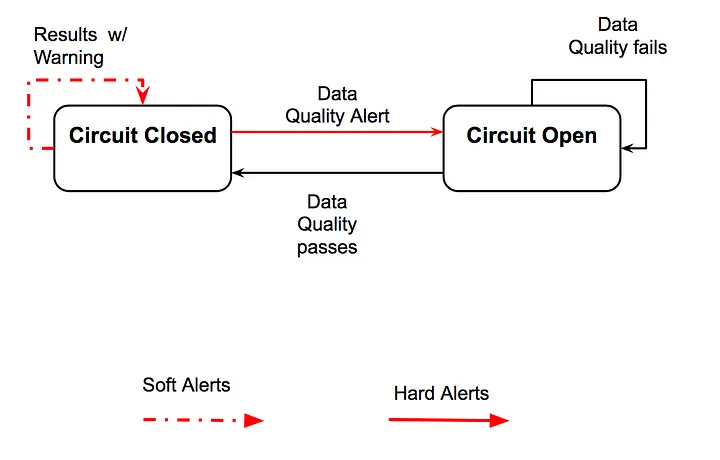 Results w/
Warning
Data
Quality fails
Circuit Closed
Data
Quality Alert
Circuit Open
Data
Quality
passes
Soft Alerts
Hard Alerts